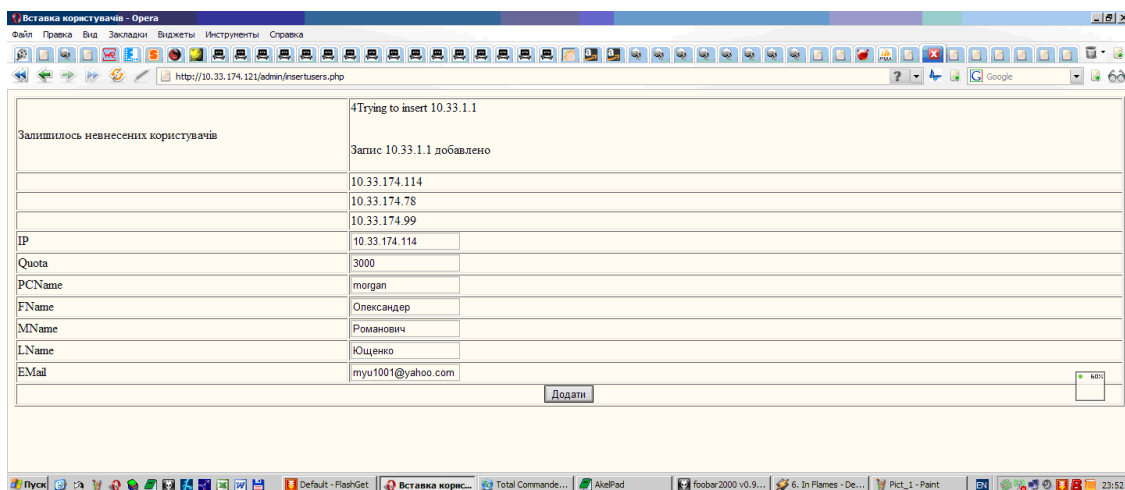 Вставка користувачів - Opera
Файл Правка Вид Закладки Виджеты Инструменты Справка
http://10.33.174.121/admin/insertusers.php
Google
Залишилось невнесених користувачів
4Trying to insert 10.33.1.1
Запис 10.33.1.1 добавлено
10.33.174.114
10.33.174.78
10.33.174.99
IP 10.33.174.114
Quota 3000
PCName morgan
FName Олександер
MName Романович
LName Ющенко
EMail myu1001@yahoo.com
Додати
60%
Пуск Default - FlashGet Вставка корис... Total Commande... AkelPad foobar2000 v0.9... 6. In Flames - De... Pict_1 - Paint EN 23:52